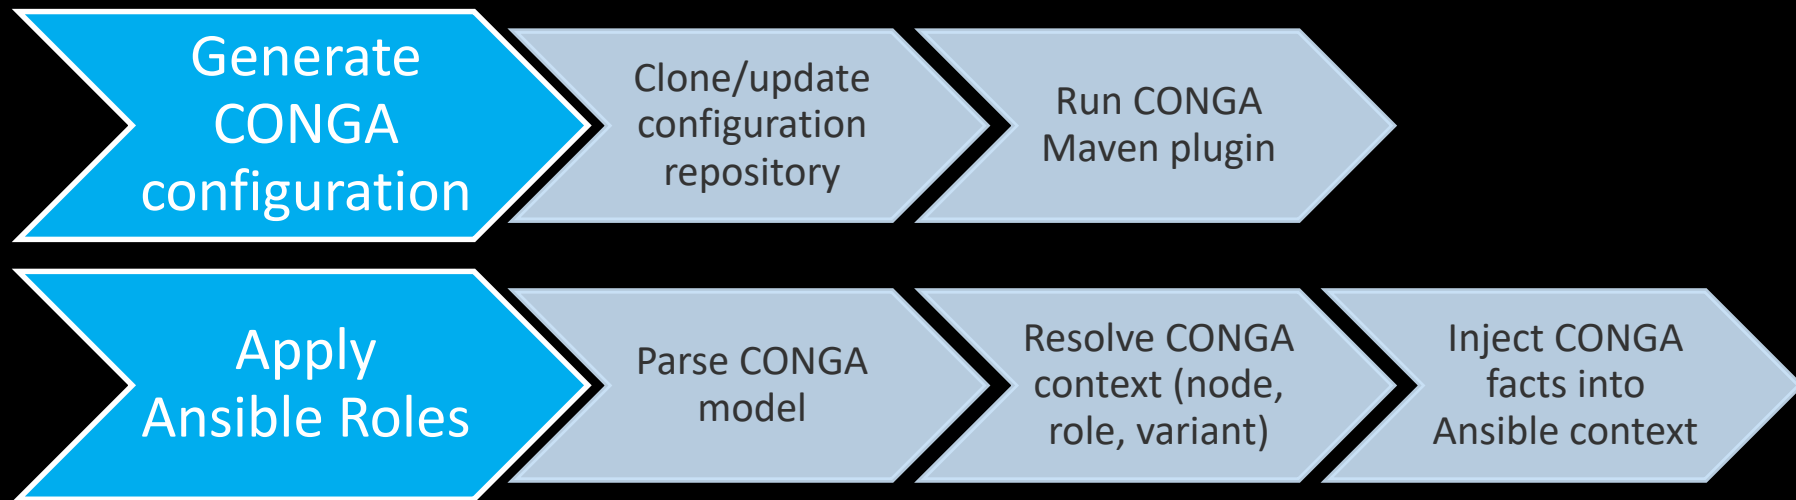 Generate
CONGA
configuration
Clone/update
configuration
repository
Run CONGA
Maven plugin
Apply
Ansible Roles
Parse CONGA
model
Resolve CONGA
context (node,
role, variant)
Inject CONGA
facts into
Ansible context